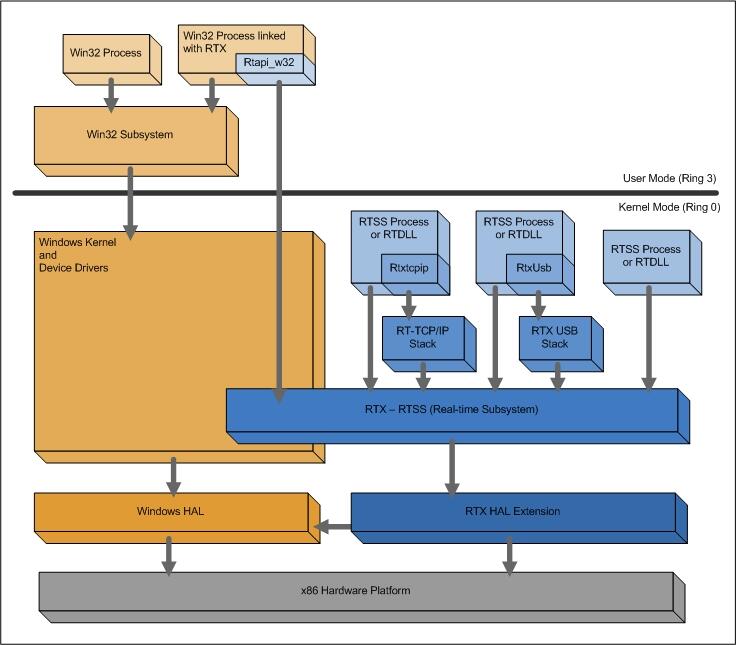 Win32 Process
Win32 Process linked
with RTX
Rtapi_w32
Win32 Subsystem
User Mode (Ring 3)
Kernel Mode (Ring 0)
Windows Kernel
and
Device Drivers
RTSS Process
or RTDLL
Rtxtcpip
RTSS Process
or RTDLL
RtxUsb
RTSS Process
or RTDLL
RT-TCP/IP
Stack
RTX USB
Stack
RTX – RTSS (Real-time Subsystem)
Windows HAL
RTX HAL Extension
x86 Hardware Platform